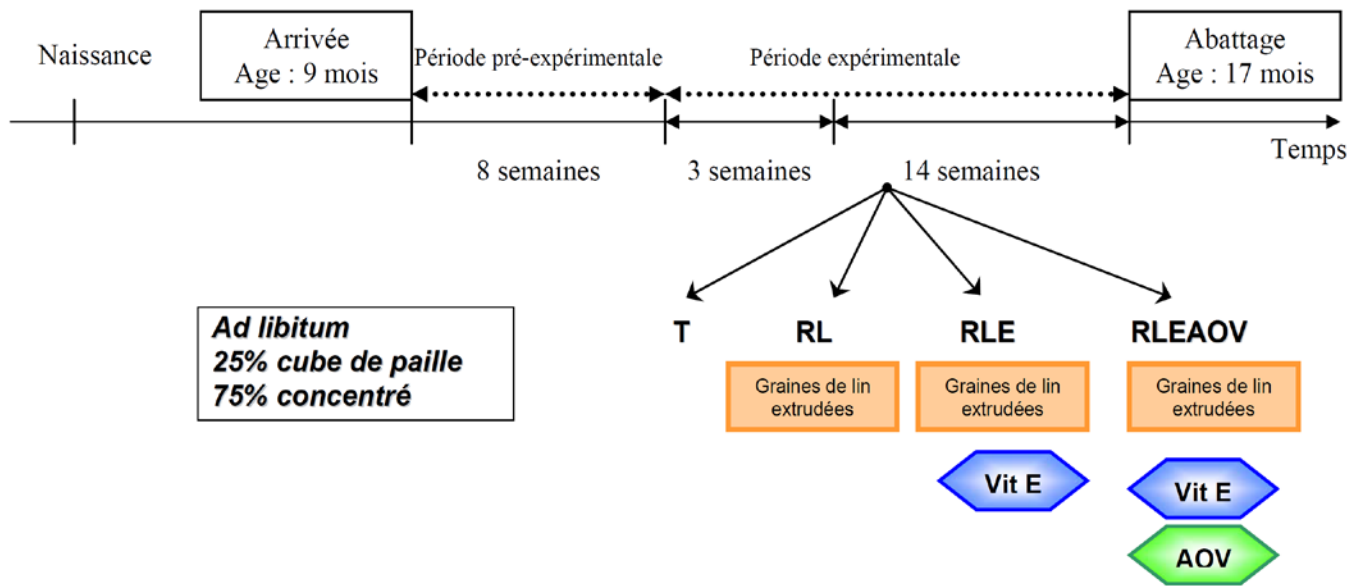 Naissance
Arrivée
Age : 9 mois
Période pré-expérimentale
Période expérimentale
Abattage
Age : 17 mois
Temps
8 semaines
3 semaines
14 semaines
Ad libitum
25% cube de paille
75% concentré
T
RL
RLE
RLEAOV
Graines de lin
extrudées
Graines de lin
extrudées
Graines de lin
extrudées
Vit E
Vit E
AOV